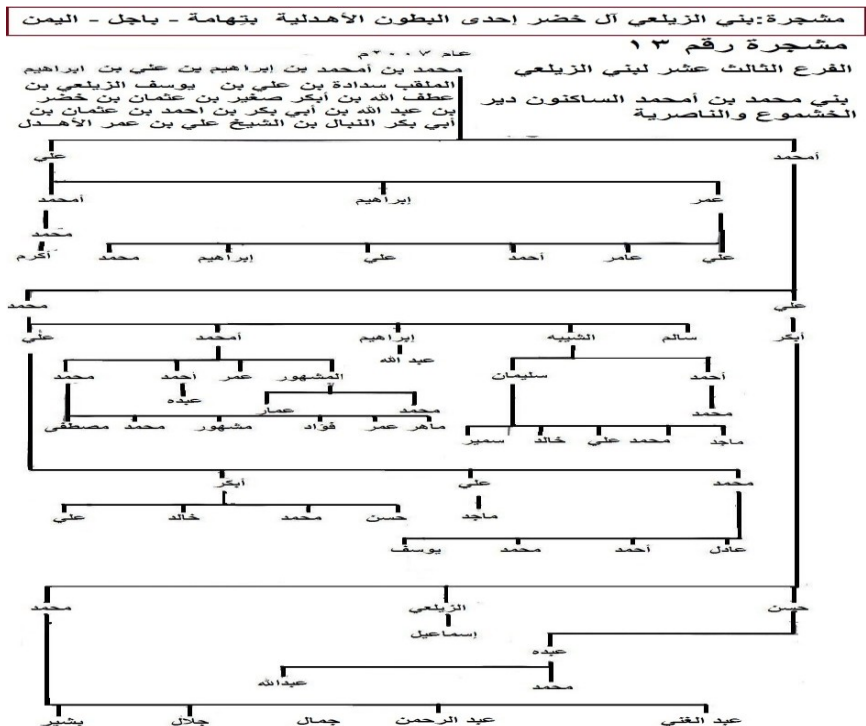 مشجرة:بني الزيلعي آل خضر إحدى البطون الأهدلية بتهامة - باجل - اليمن
مشجرة رقم ١٣
عام ٢٠٠٧م
الفرع الثالث عشر لبني الزيلعي
بني محمد بن أمحمد الساكنون دير
الخشموع والناصرية
محمد بن أمحمد بن إبراهيم بن علي بن ابراهيم
الملقب سدادة بن علي بن يوسف الزيلعي بن
عطف الله بن أبكر صغير بن عثمان بن خضر
بن عبد الله بن أبي بكر بن احمد بن عثمان بن
أبي بكر النبال بن الشيخ علي بن عمر الأهدل
أمحمد علي
عمر إبراهيم أمحمد
محمد
علي عامر أحمد علي إبراهيم محمد أكرم
علي محمد
أبكر سالم الشيبه إبراهيم أمحمد علي
عبد الله
أحمد سليمان المشهور عمر أحمد محمد
عبده
محمد محمد عمار
ماجد محمد علي خالد سمير ماهر عمر فؤاد مشهور محمد مصطفى
محمد علي أبكر
ماجد حسن محمد خالد علي
عادل أحمد محمد يوسف
حسن الزيلعي محمد
إسماعيل
عبده
محمد عبدالله
عبد الغني عبد الرحمن جمال جلال بشير